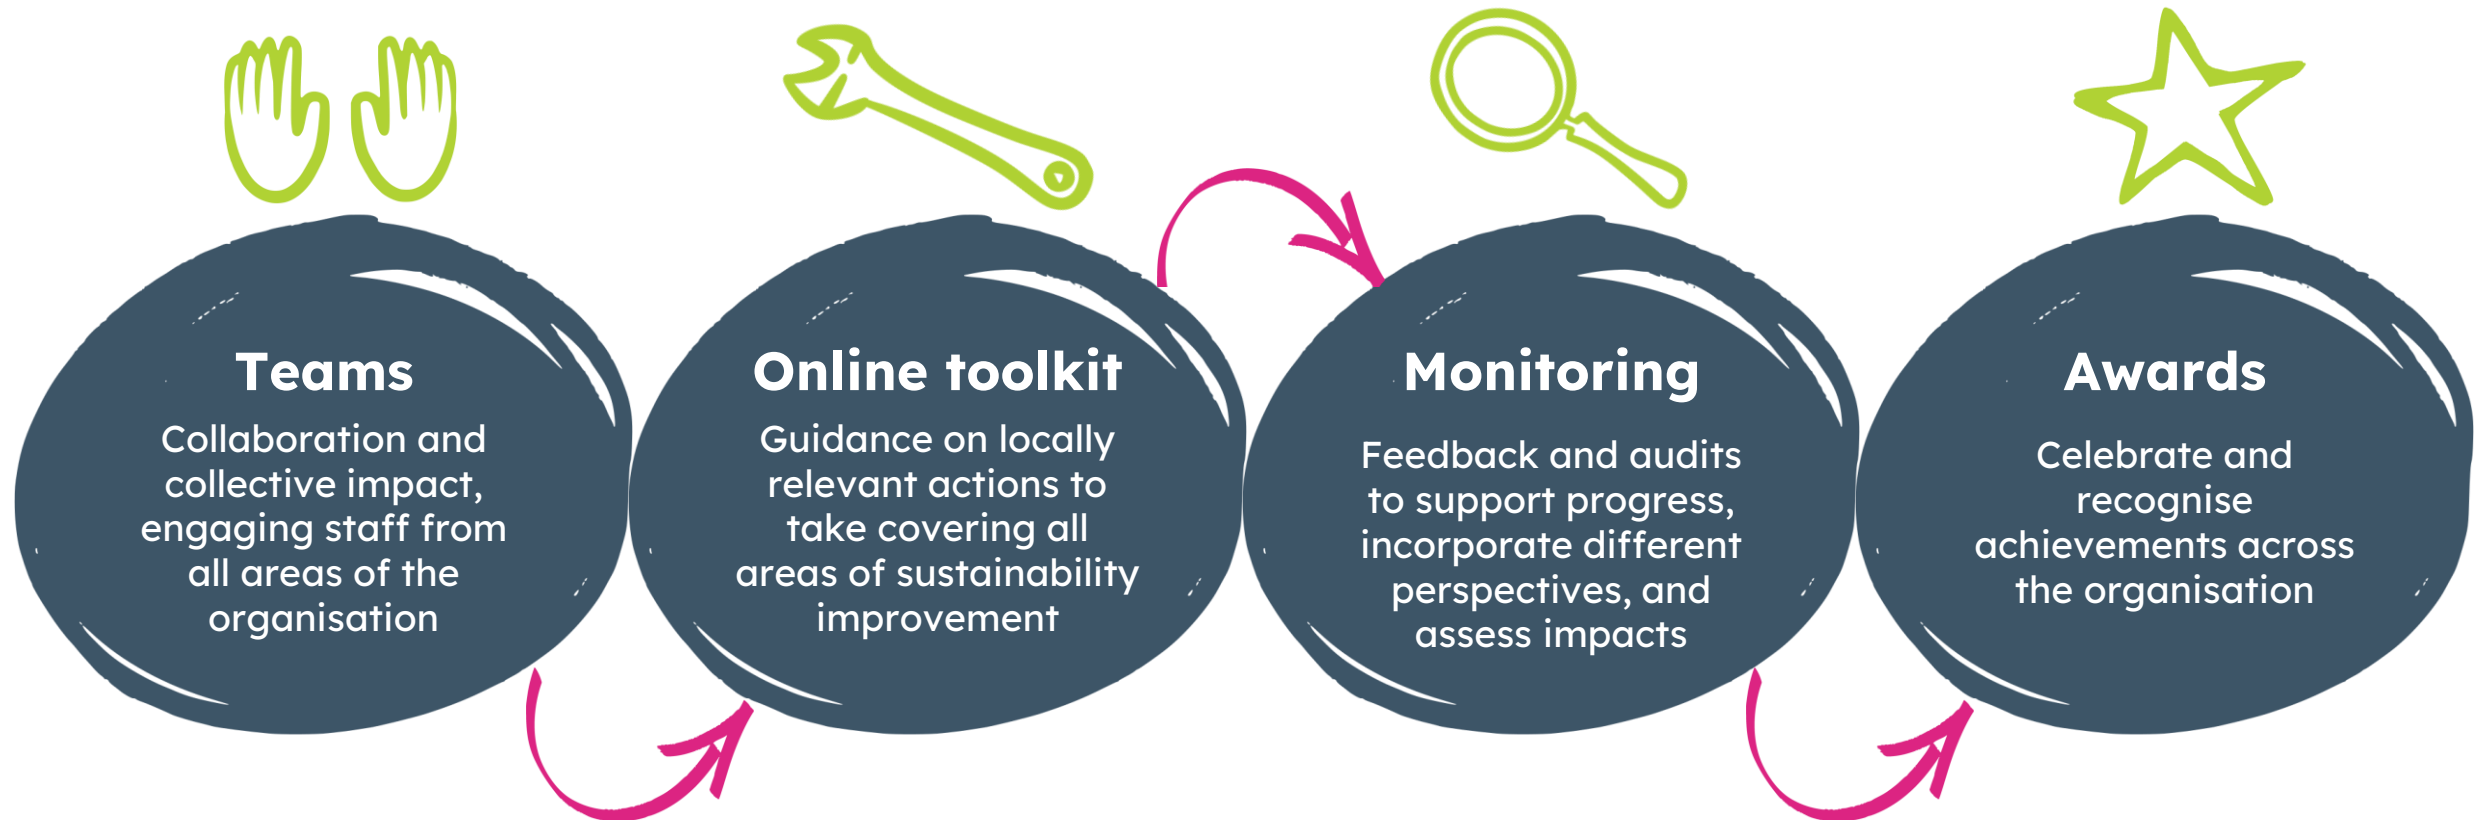 Teams
Collaboration and
collective impact,
engaging staff from
all areas of the
organisation
Online toolkit
Guidance on locally
relevant actions to
take covering all
areas of sustainability
improvement
Monitoring
Feedback and audits
to support progress,
incorporate different
perspectives, and
assess impacts
Awards
Celebrate and
recognise
achievements across
the organisation